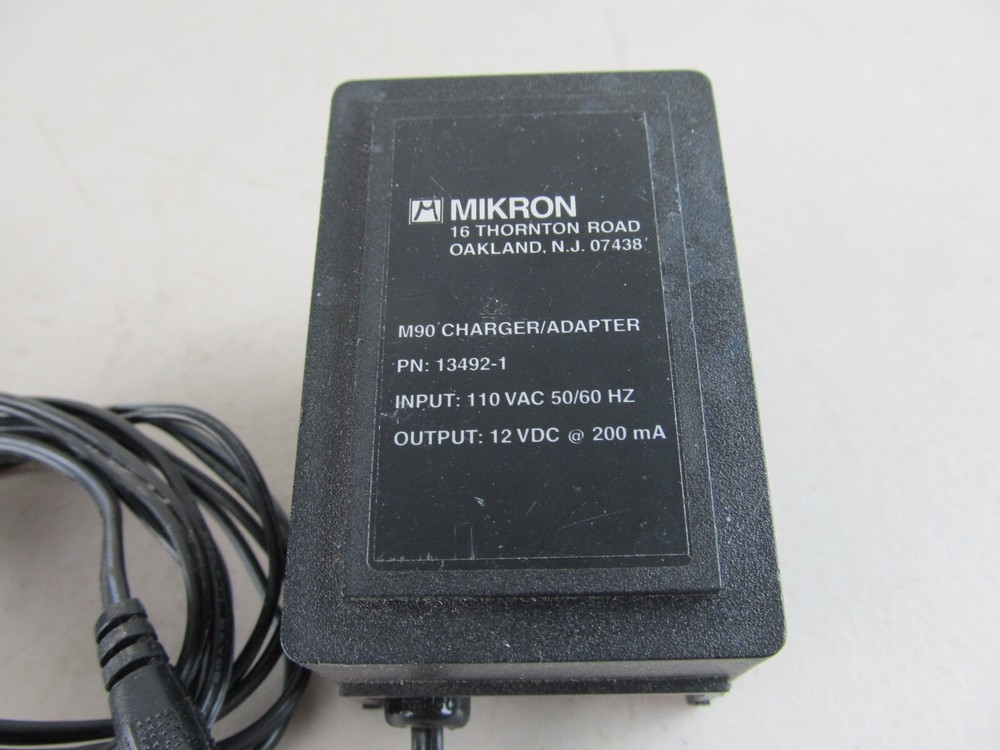 MIKRON
16 THORNTON ROAD
OAKLAND, N.J. 07438
M90 CHARGER/ADAPTER
PN: 13492-1
INPUT: 110 VAC 50/60 HZ
OUTPUT: 12 VDC @ 200 mA